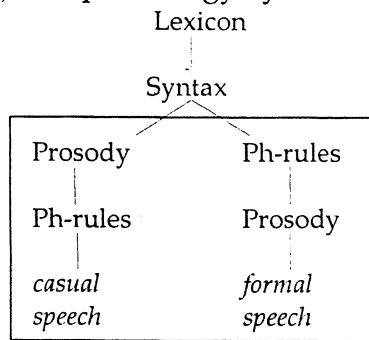 Lexicon
Syntax
Prosody Ph-rules
Ph-rules Prosody
casual formal
speech speech